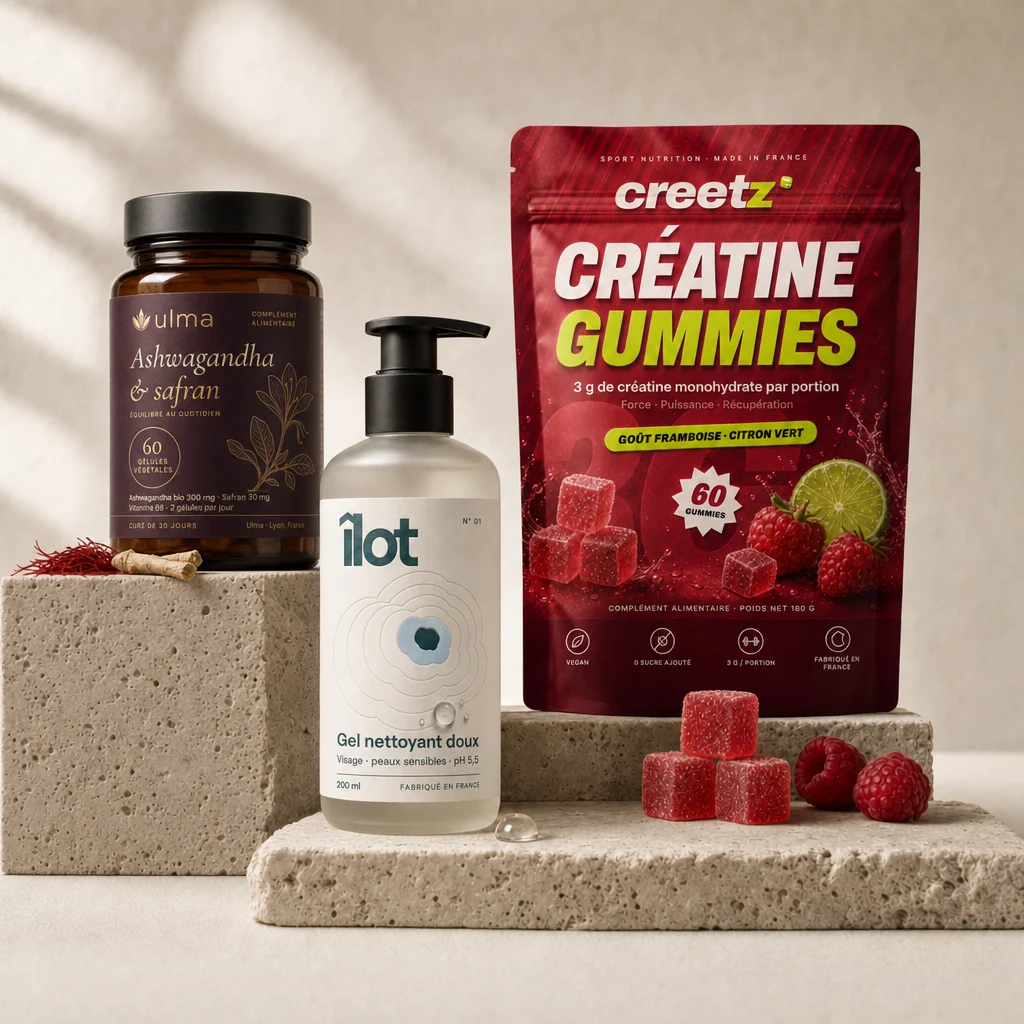 ulma
COMPLÉMENT
ALIMENTAIRE
Ashwagandha
& safran
ÉQUILIBRE AU QUOTIDIEN
60
GÉLULES
VÉGÉTALES
Ashwagandha bio 300 mg · Safran 30 mg
Vitamine B6 · 2 gélules par jour
CURE DE 30 JOURS
Ulma · Lyon, France
îlot
N° 01
Gel nettoyant doux
Visage · peaux sensibles · pH 5,5
200 ml
FABRIQUÉ EN FRANCE
SPORT NUTRITION · MADE IN FRANCE
creetz
CRÉATINE
GUMMIES
3 g de créatine monohydrate par portion
Force · Puissance · Récupération
GOÛT FRAMBOISE · CITRON VERT
60
GUMMIES
COMPLÉMENT ALIMENTAIRE · POIDS NET 180 G
VEGAN
0 SUCRE AJOUTÉ
3 G / PORTION
FABRIQUÉ EN
FRANCE